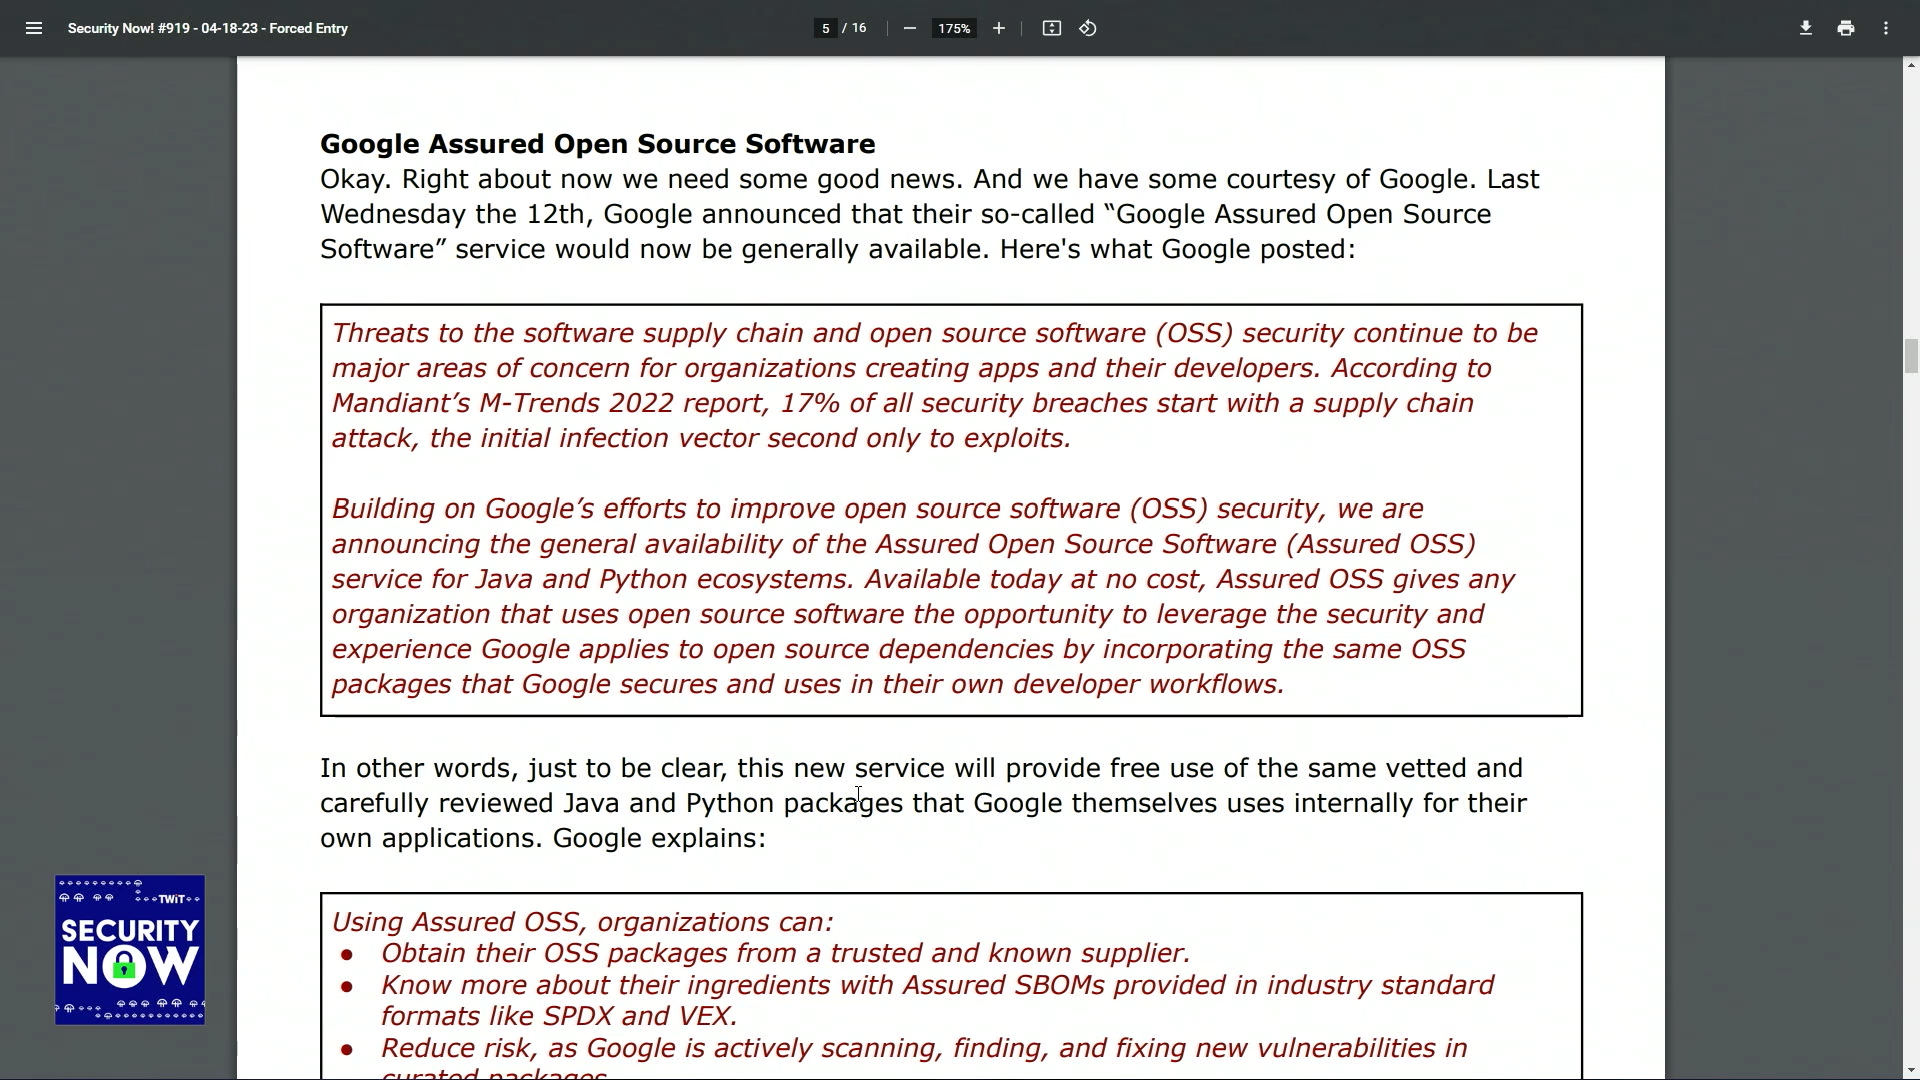 Security Now! #919 - 04-18-23 - Forced Entry
5 / 16
175%
Google Assured Open Source Software
Okay. Right about now we need some good news. And we have some courtesy of Google. Last
Wednesday the 12th, Google announced that their so-called “Google Assured Open Source
Software” service would now be generally available. Here's what Google posted:
Threats to the software supply chain and open source software (OSS) security continue to be
major areas of concern for organizations creating apps and their developers. According to
Mandiant’s M-Trends 2022 report, 17% of all security breaches start with a supply chain
attack, the initial infection vector second only to exploits.
Building on Google’s efforts to improve open source software (OSS) security, we are
announcing the general availability of the Assured Open Source Software (Assured OSS)
service for Java and Python ecosystems. Available today at no cost, Assured OSS gives any
organization that uses open source software the opportunity to leverage the security and
experience Google applies to open source dependencies by incorporating the same OSS
packages that Google secures and uses in their own developer workflows.
In other words, just to be clear, this new service will provide free use of the same vetted and
carefully reviewed Java and Python packages that Google themselves uses internally for their
own applications. Google explains:
Using Assured OSS, organizations can:
● Obtain their OSS packages from a trusted and known supplier.
● Know more about their ingredients with Assured SBOMs provided in industry standard
formats like SPDX and VEX.
● Reduce risk, as Google is actively scanning, finding, and fixing new vulnerabilities in
curated packages.
TWiT
SECURITY
NOW